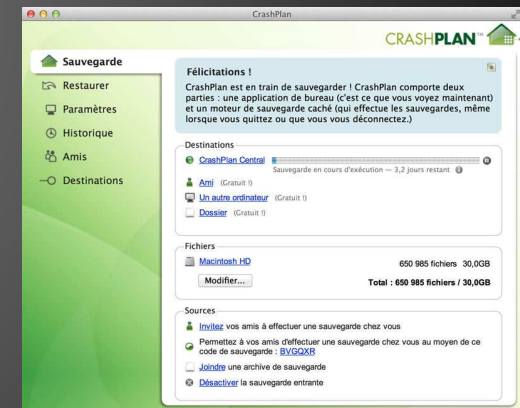 CrashPlan
CRASHPLAN™
Sauvegarde
Restaurer
Paramètres
Historique
Amis
Destinations
Félicitations !
CrashPlan est en train de sauvegarder ! CrashPlan comporte deux
parties : une application de bureau (c'est ce que vous voyez maintenant)
et un moteur de sauvegarde caché (qui effectue les sauvegardes, même
lorsque vous quittez ou que vous vous déconnectez.)
Destinations
CrashPlan Central
Sauvegarde en cours d'exécution — 3,2 jours restant
Ami (Gratuit !)
Un autre ordinateur (Gratuit !)
Dossier (Gratuit !)
Fichiers
Macintosh HD 650 985 fichiers 30,0GB
Modifier... Total : 650 985 fichiers / 30,0GB
Sources
Invitez vos amis à effectuer une sauvegarde chez vous
Permettez à vos amis d'effectuer une sauvegarde chez vous au moyen de ce
code de sauvegarde : BVGQXR
Joindre une archive de sauvegarde
Désactiver la sauvegarde entrante